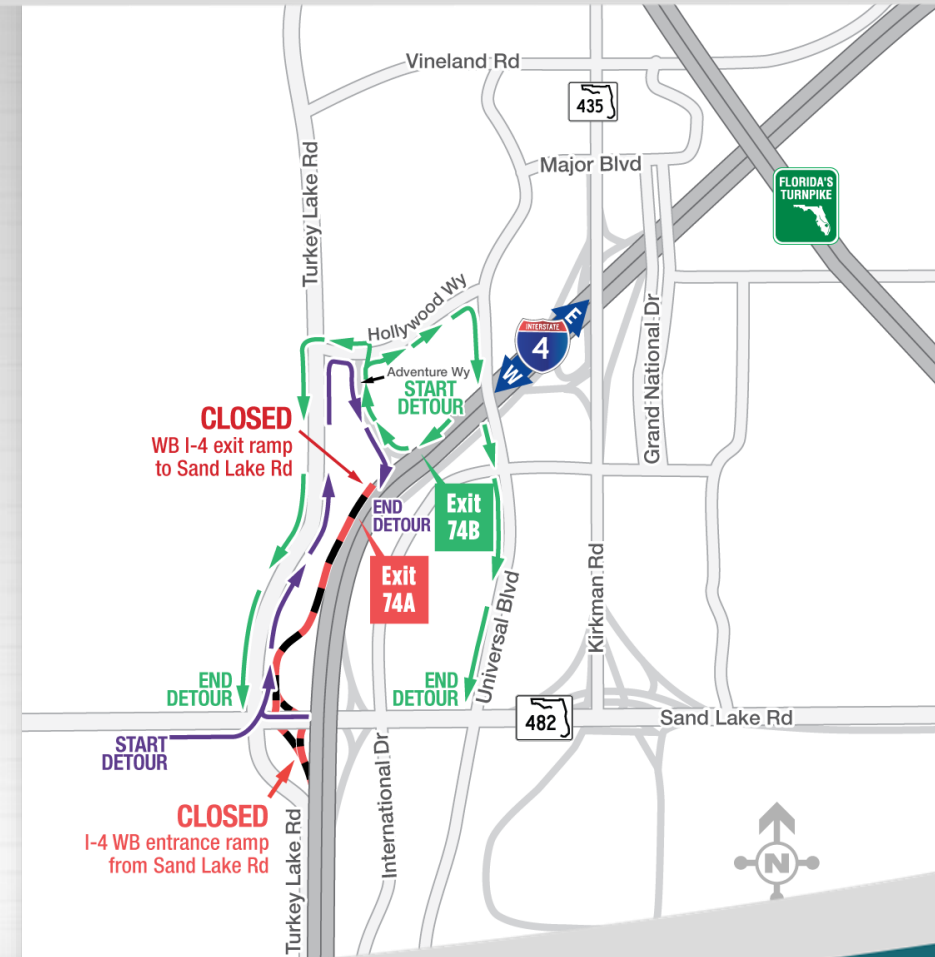 Vineland Rd
435
Major Blvd
FLORIDA'S
TURNPIKE
Turkey Lake Rd
Hollywood Wy
E
INTERSTATE
4
W
Grand National Dr
Adventure Wy
START
DETOUR
CLOSED
WB I-4 exit ramp
to Sand Lake Rd
END
DETOUR
Exit
74B
Exit
74A
Kirkman Rd
Universal Blvd
END
DETOUR
END
DETOUR
482
Sand Lake Rd
START
DETOUR
International Dr
CLOSED
I-4 WB entrance ramp
from Sand Lake Rd
Turkey Lake Rd
N